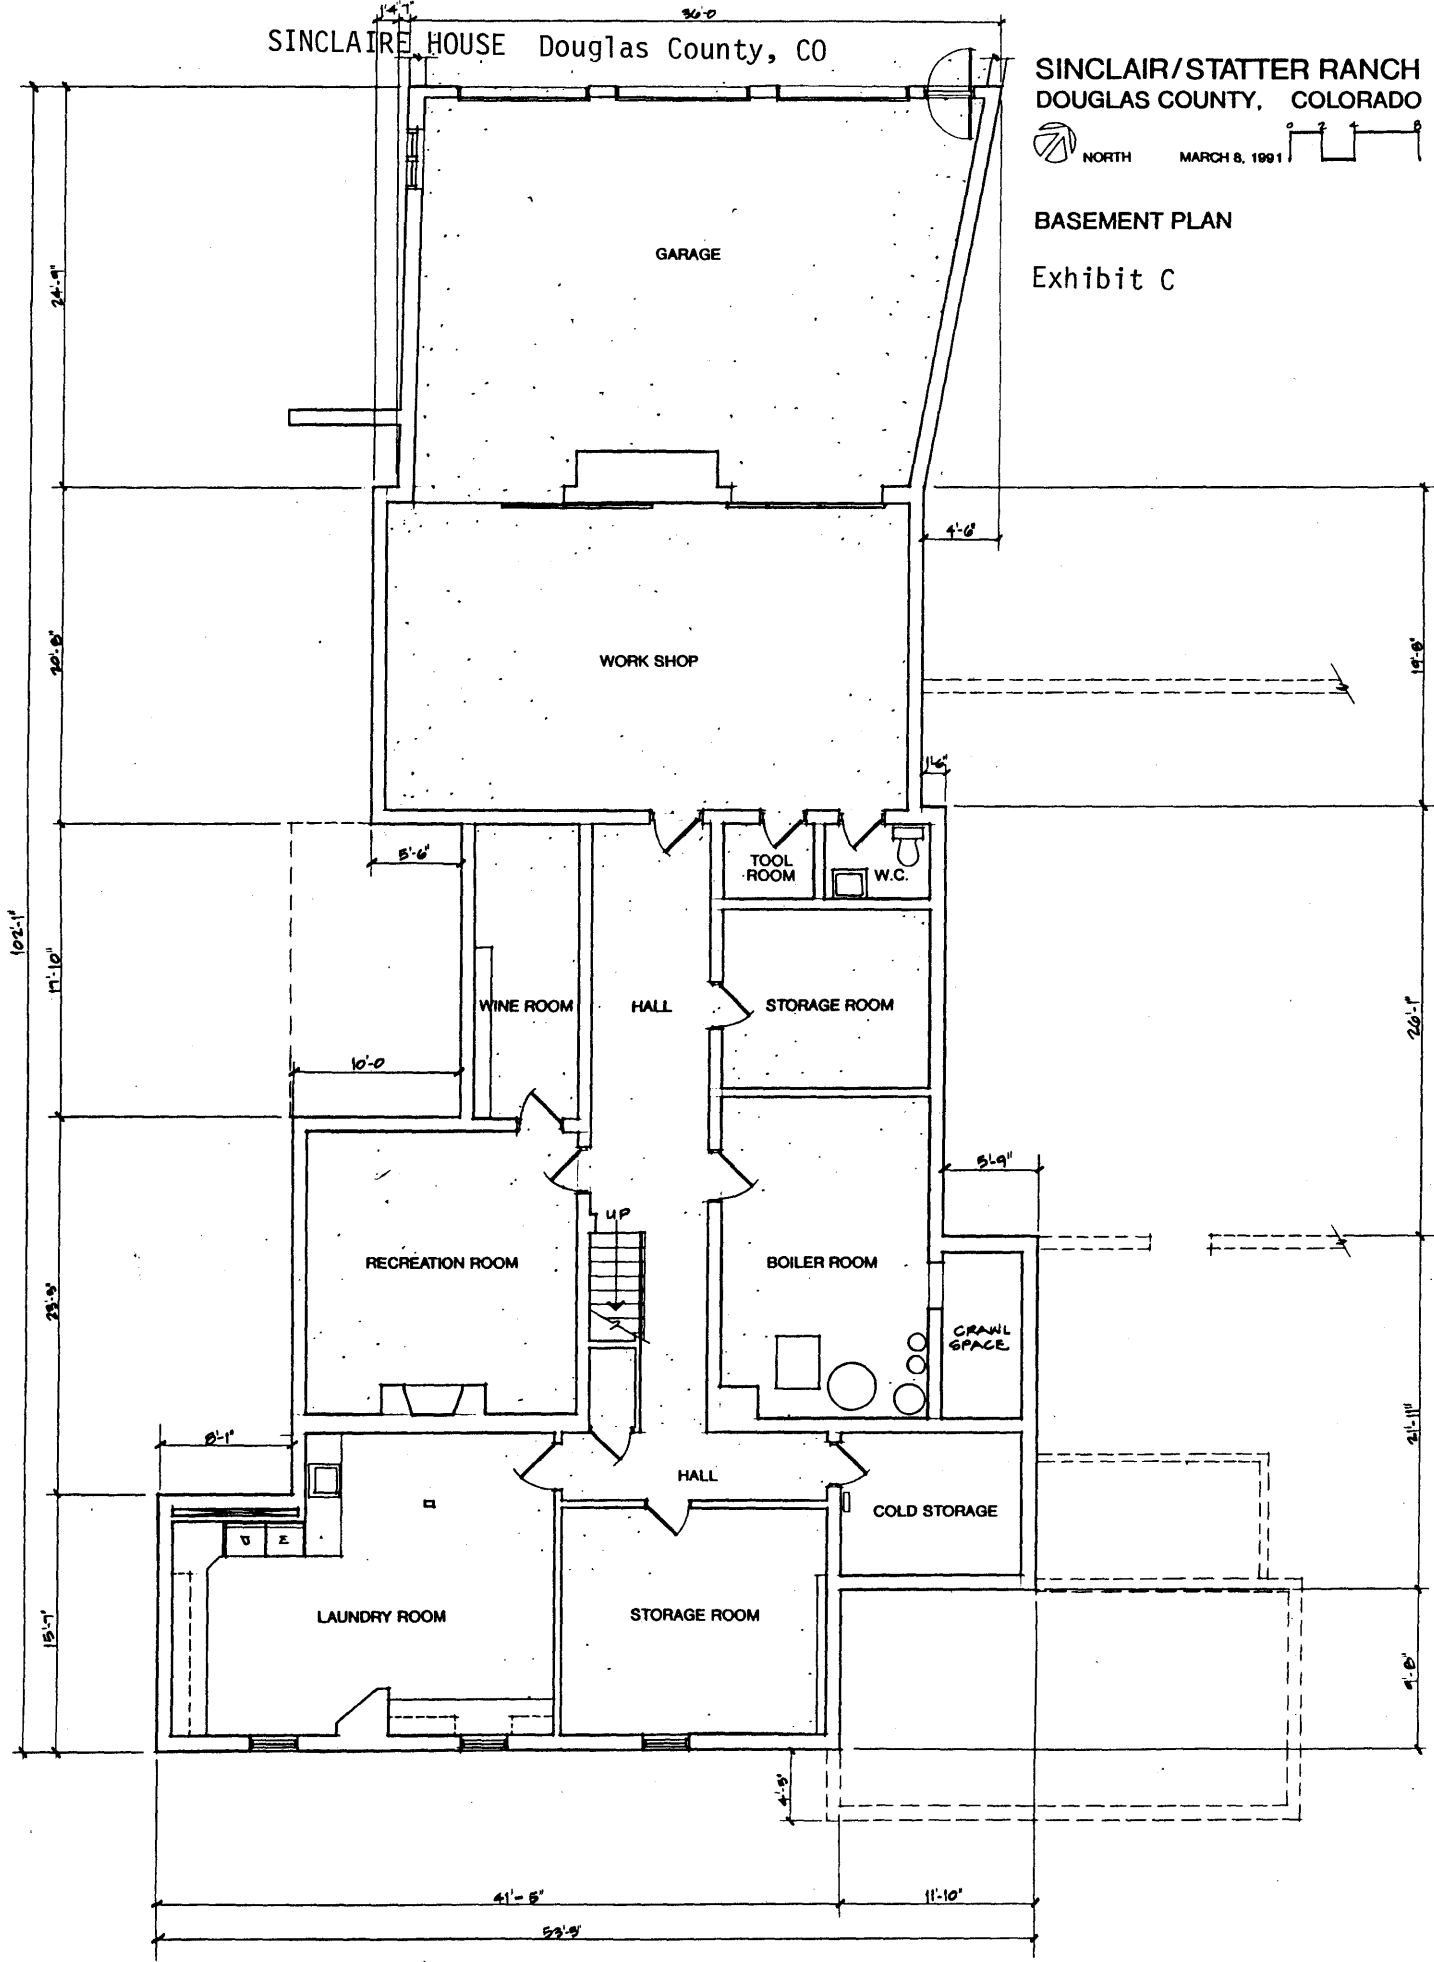 1'-4 7"
36'-0
SINCLAIRE HOUSE Douglas County, CO
SINCLAIR/STATTER RANCH
DOUGLAS COUNTY, COLORADO
0 2 4 8
NORTH MARCH 8, 1991
BASEMENT PLAN
Exhibit C
GARAGE
24'-9"
4'-6"
20'-8"
WORK SHOP
19'-8"
1'-6"
5'-6"
TOOL
ROOM
W.C.
102'-1"
17'-10"
WINE ROOM
HALL
STORAGE ROOM
26'-1"
10'-0
5'-9"
UP
RECREATION ROOM
BOILER ROOM
CRAWL
SPACE
23'-5"
8'-1"
21'-11"
HALL
COLD STORAGE
D
LAUNDRY ROOM
STORAGE ROOM
15'-7"
9'-8"
4'-5"
41'-5"
11'-10"
53'-3"